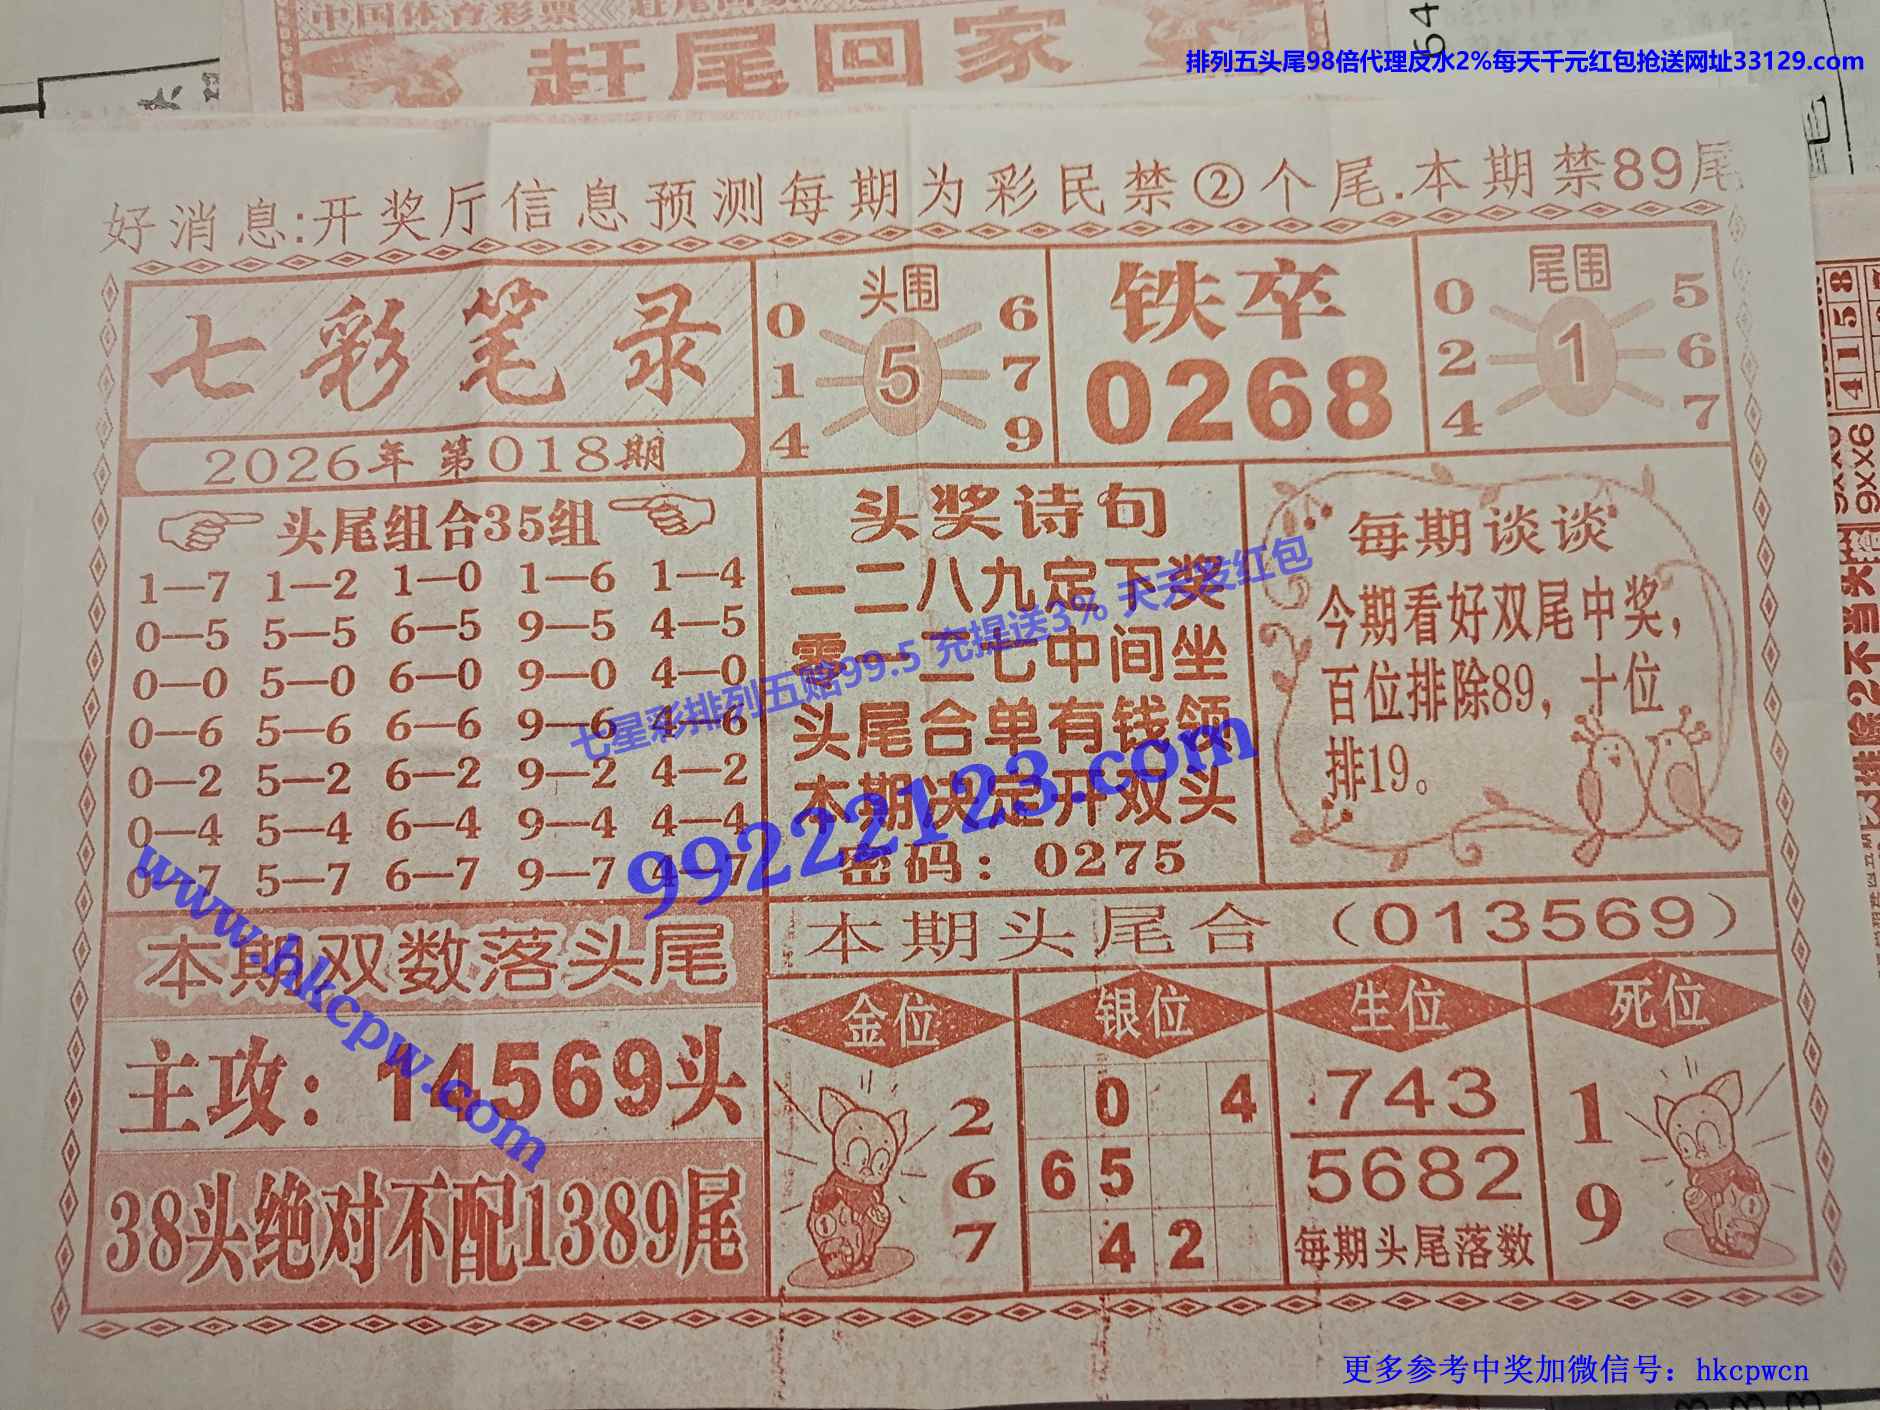 中国体育彩票《赶尾回家》
赶尾回家
排列五头尾98倍代理反水2%每天千元红包抢送网址33129.com
好消息:开奖厅信息预测每期为彩民禁②个尾.本期禁89尾
七彩笔录
2026年 第018期
头围
0 6
1 5 7
4 9
铁卒
0268
尾围
0 5
2 1 6
4 7
头尾组合35组
1—7 1—2 1—0 1—6 1—4
0—5 5—5 6—5 9—5 4—5
0—0 5—0 6—0 9—0 4—0
0—6 5—6 6—6 9—6 4—6
0—2 5—2 6—2 9—2 4—2
0—4 5—4 6—4 9—4 4—4
0—7 5—7 6—7 9—7 4—7
头奖诗句
一二八九定下奖
零一二七中间坐
头尾合单有钱领
本期决定开双头
密码：0275
每期谈谈
今期看好双尾中奖，
百位排除89，十位
排19。
七星彩排列五赔99.5 充提送3% 天天发红包
99222123.com
www.hkcpw.com
本期双数落头尾
主攻：14569头
38头绝对不配1389尾
本期头尾合（013569）
金位
2
6
7
银位
0 4
6 5
4 2
生位
743
5682
每期头尾落数
死位
1
9
更多参考中奖加微信号：hkcpwcn